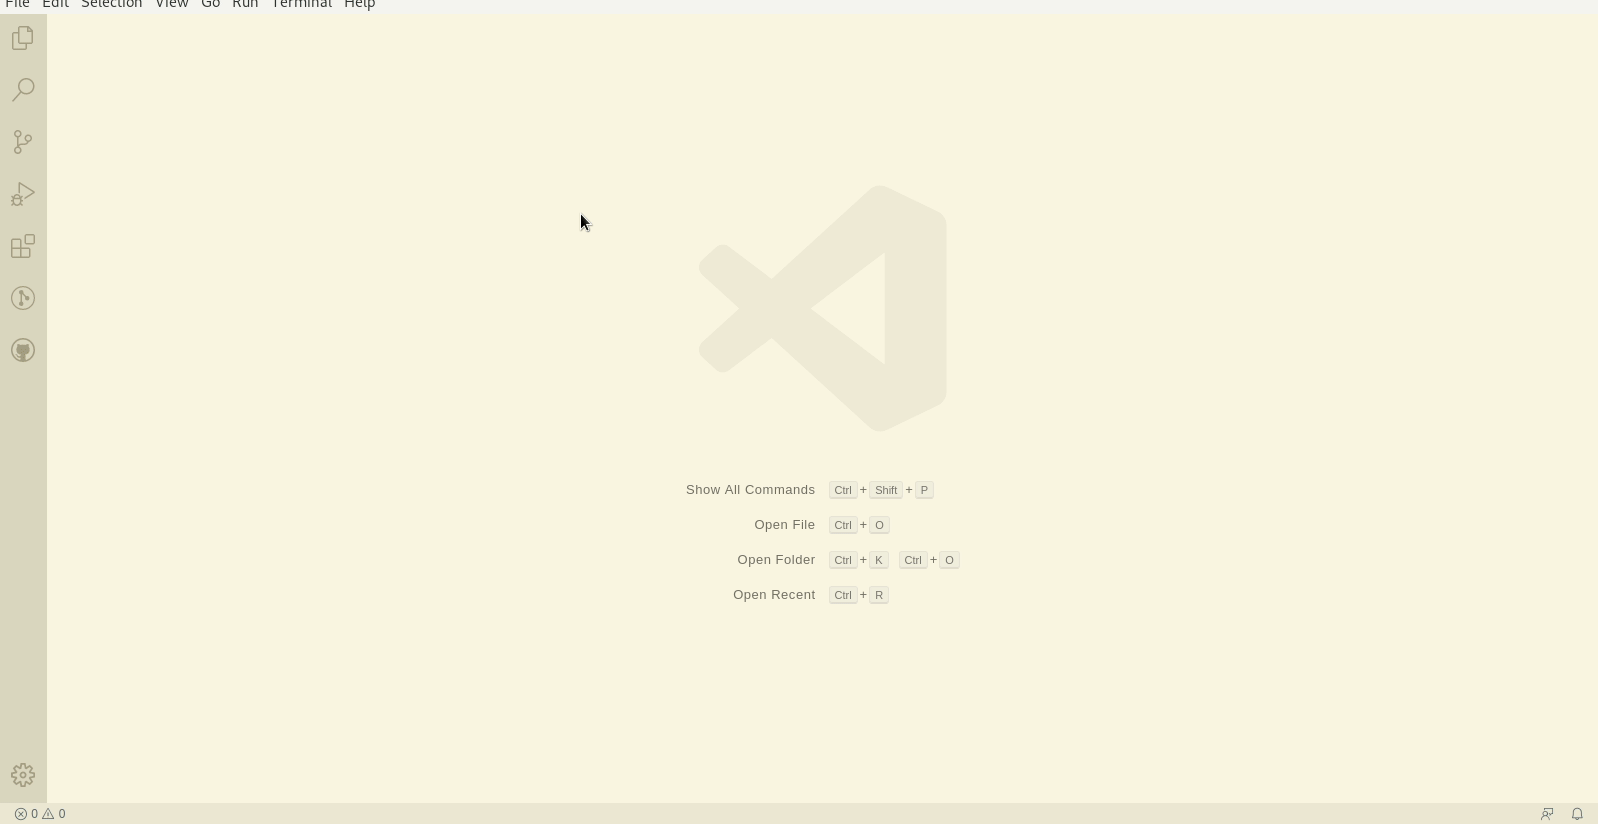 File Edit Selection View Go Run Terminal Help
Show All Commands Ctrl + Shift + P
Open File Ctrl + O
Open Folder Ctrl + K Ctrl + O
Open Recent Ctrl + R
0 0